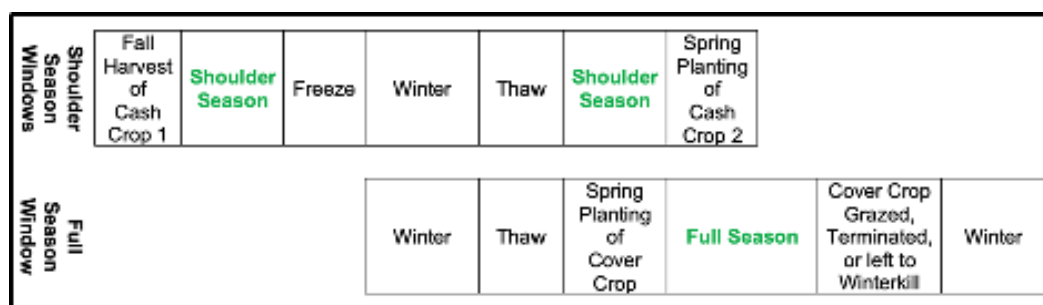 Shoulder
Season
Windows
Fall
Harvest
of
Cash
Crop 1
Shoulder
Season
Freeze
Winter
Thaw
Shoulder
Season
Spring
Planting
of
Cash
Crop 2
Full
Season
Window
Winter
Thaw
Spring
Planting
of
Cover
Crop
Full Season
Cover Crop
Grazed,
Terminated,
or left to
Winterkill
Winter